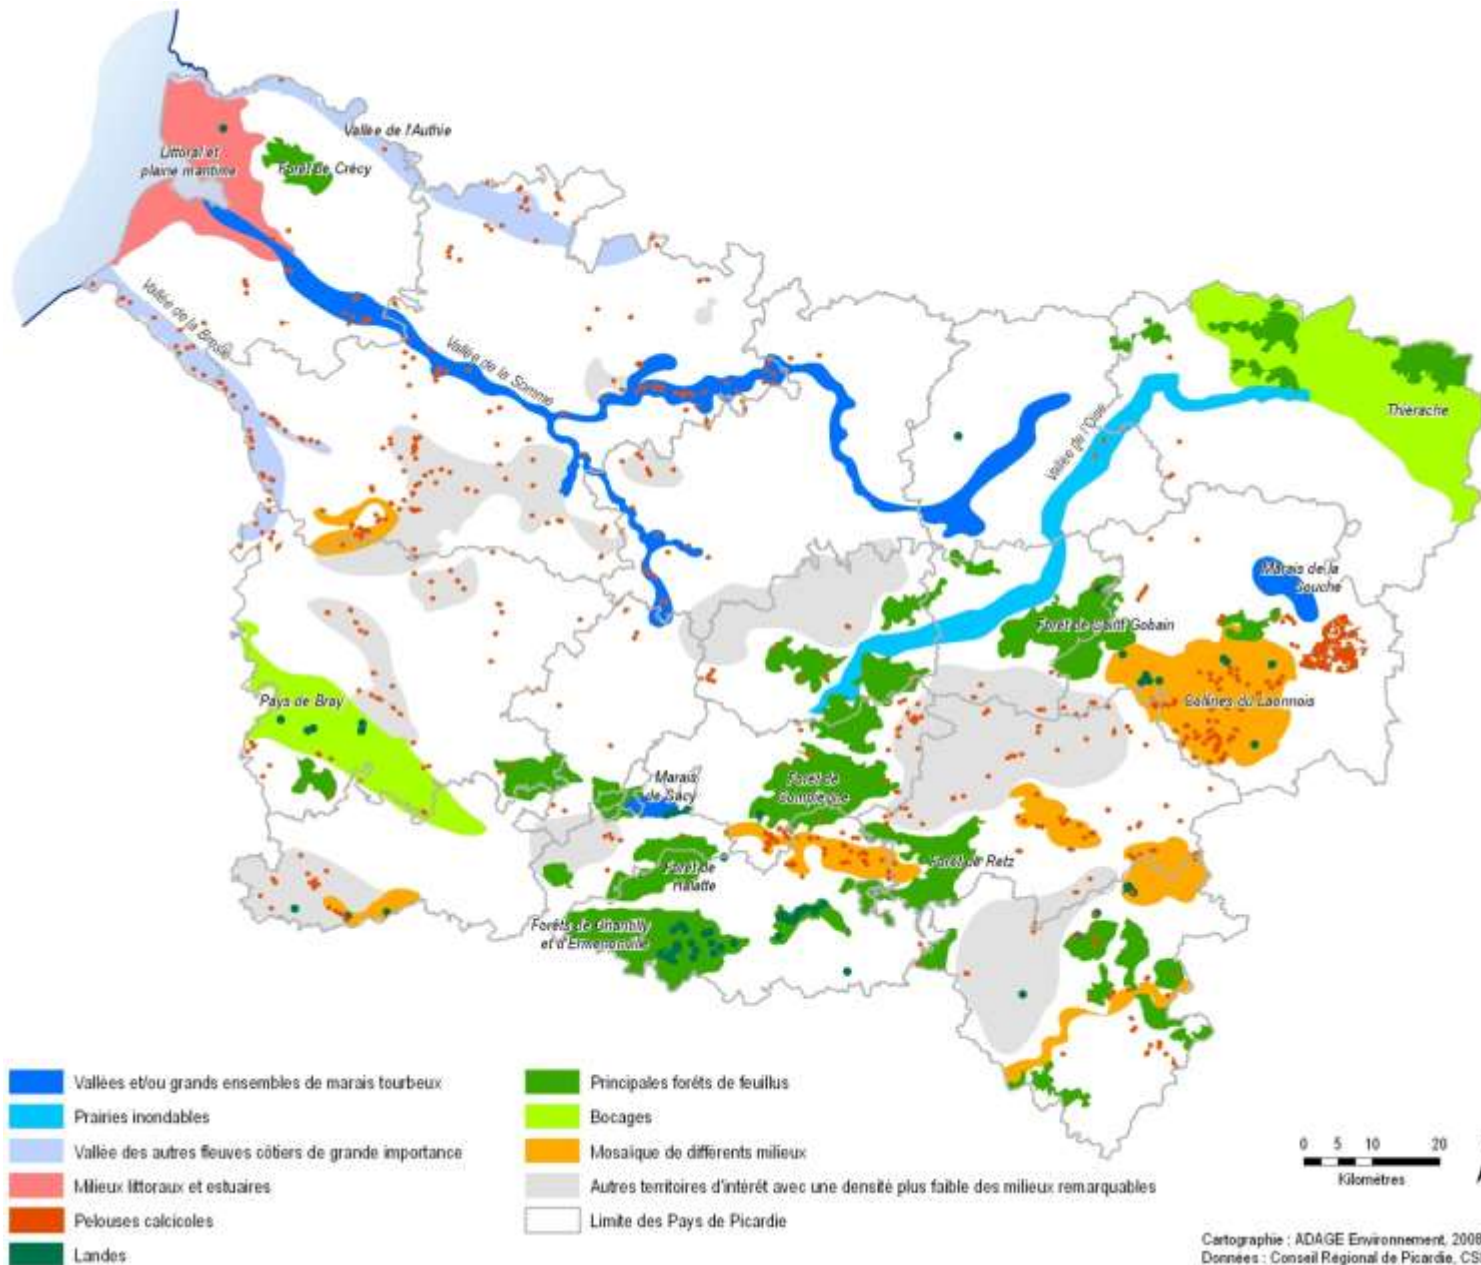 Vallée de l'Authie
Littoral et
plaine maritime
Forêt de Crécy
Vallée de la Bresle
Vallée de la Somme
Vallée de l'Oise
Thiérache
Marais de la
Souche
Forêt de Saint Gobain
Pays de Bray
Collines du Laonnois
Marais
de Sacy
Forêt de
Compiègne
Forêt de
Halatte
Forêt de Retz
Forêts de Chantilly
et d'Ermenonville
Vallées et/ou grands ensembles de marais tourbeux
Prairies inondables
Vallée des autres fleuves côtiers de grande importance
Milieux littoraux et estuaires
Pelouses calcicoles
Landes
Principales forêts de feuillus
Bocages
Mosaïque de différents milieux
Autres territoires d'intérêt avec une densité plus faible des milieux remarquables
Limite des Pays de Picardie
0 5 10 20
Kilomètres
Cartographie : ADAGE Environnement, 2008
Données : Conseil Régional de Picardie,